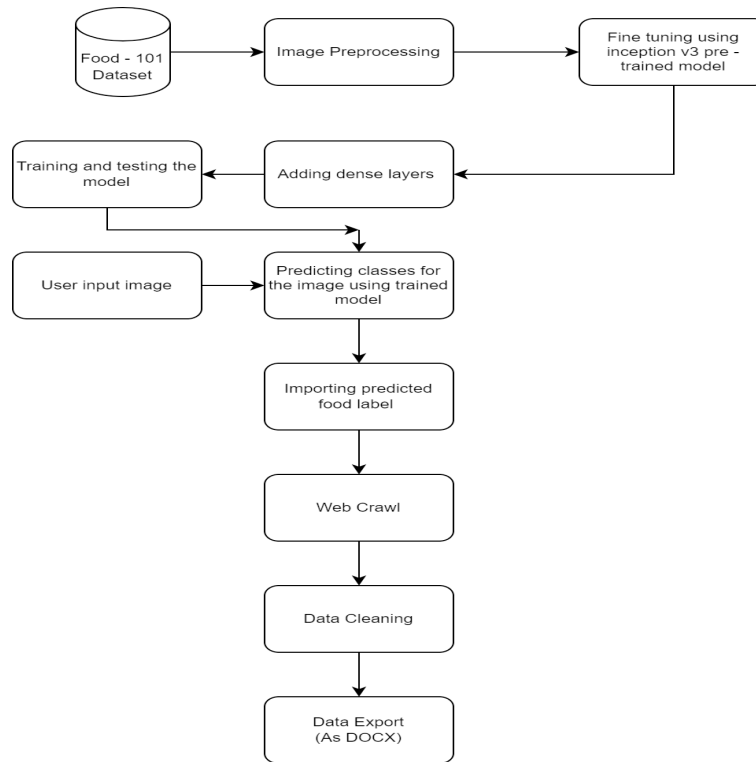 Food - 101
Dataset
Image Preprocessing
Fine tuning using
inception v3 pre -
trained model
Training and testing the
model
Adding dense layers
User input image
Predicting classes for
the image using trained
model
Importing predicted
food label
Web Crawl
Data Cleaning
Data Export
(As DOCX)